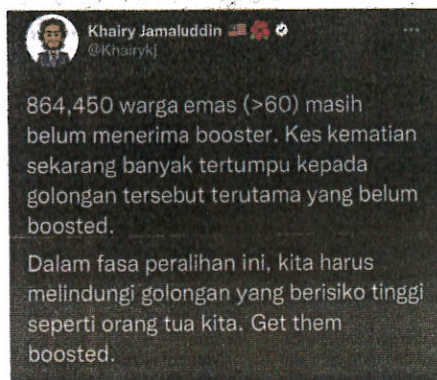 Khairy Jamaluddin
@Khairykj
864,450 warga emas (>60) masih
belum menerima booster. Kes kematian
sekarang banyak tertumpu kepada
golongan tersebut terutama yang belum
boosted.
Dalam fasa peralihan ini, kita harus
melindungi golongan yang berisiko tinggi
seperti orang tua kita. Get them
boosted.